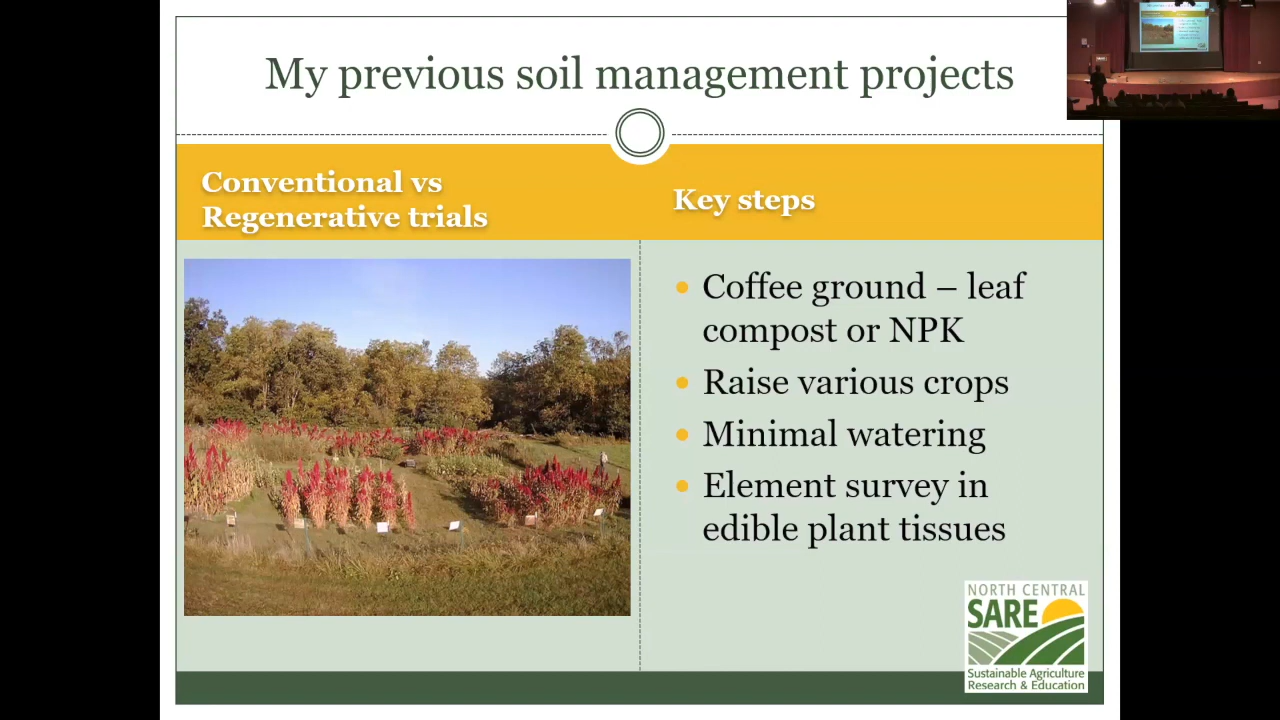 My previous soil management projects
Conventional vs
Regenerative trials
Key steps
Coffee ground – leaf
compost or NPK
Raise various crops
Minimal watering
Element survey in
edible plant tissues
NORTH CENTRAL
SARE
Sustainable Agriculture
Research & Education